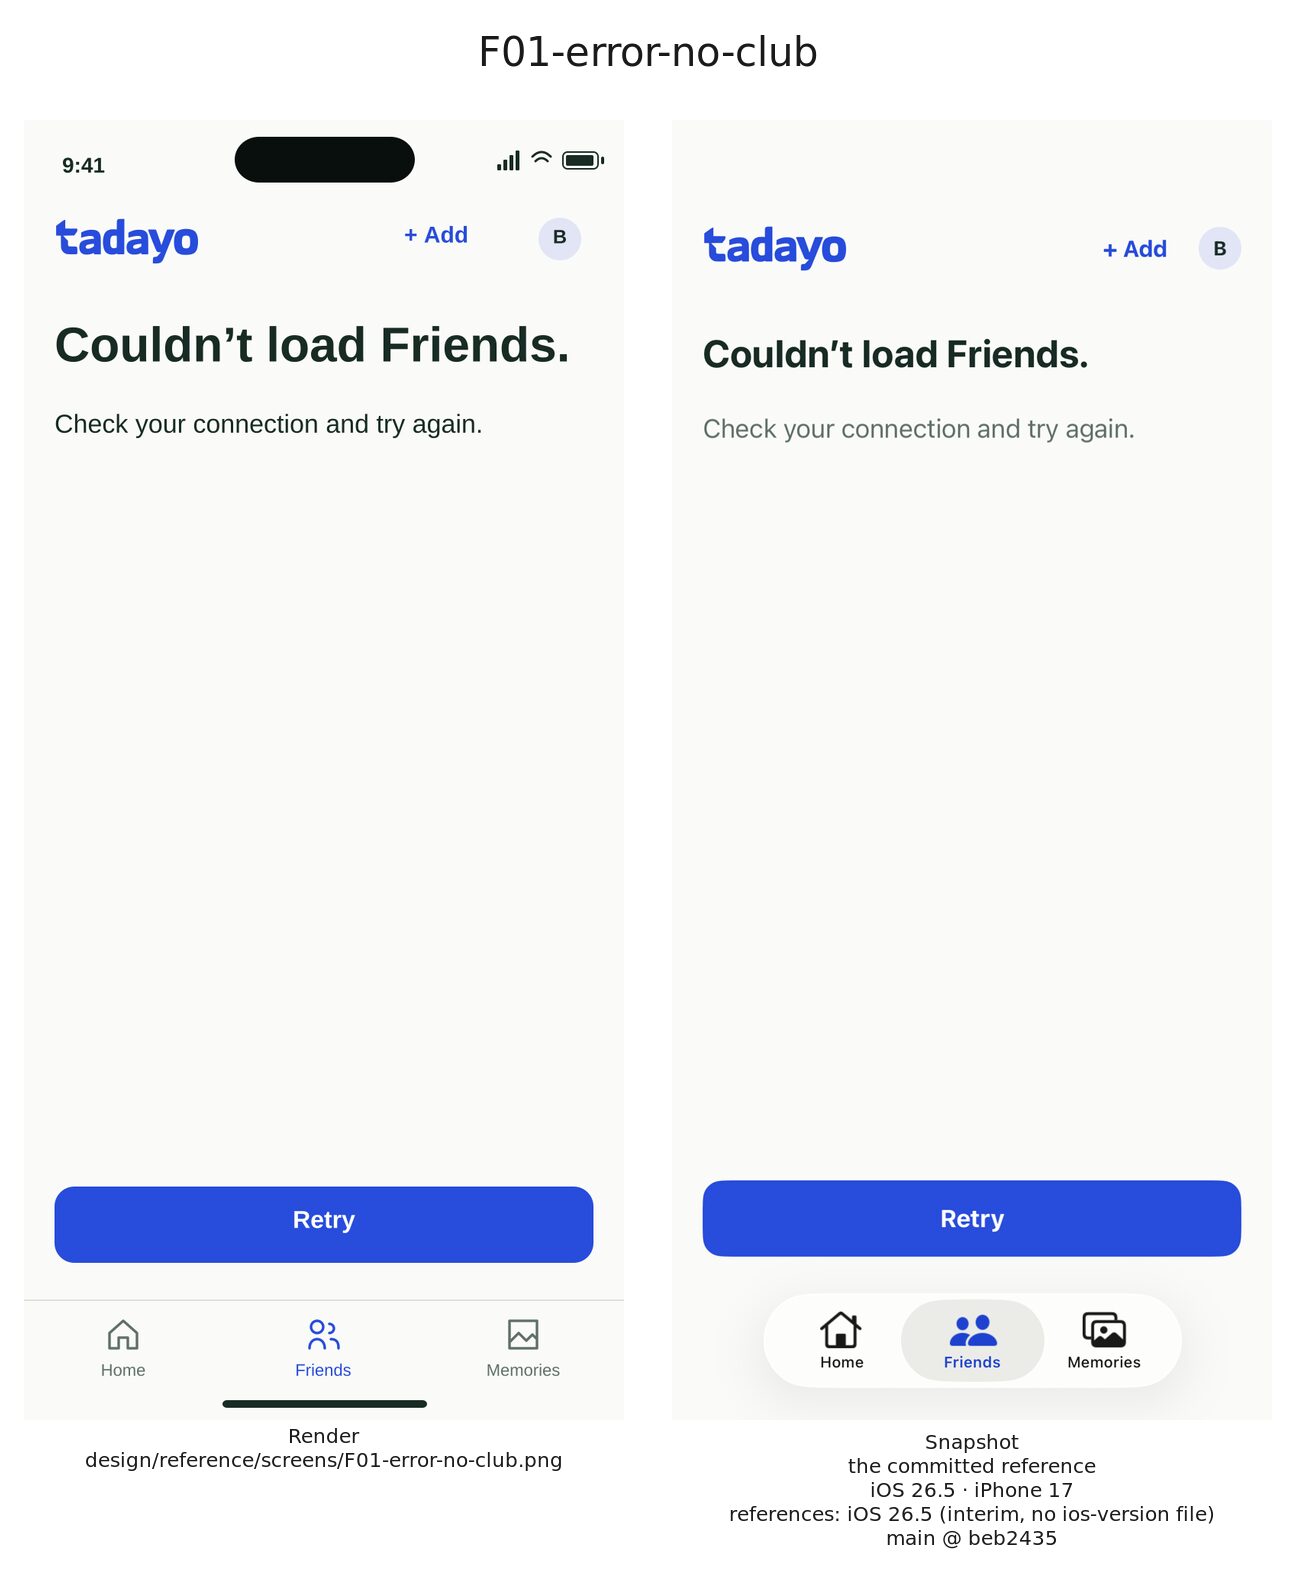 F01-error-no-club
9:41
tadayo
+ Add
B
Couldn’t load Friends.
Check your connection and try again.
Retry
Home
Friends
Memories
Render
design/reference/screens/F01-error-no-club.png
tadayo
+ Add
B
Couldn’t load Friends.
Check your connection and try again.
Retry
Home
Friends
Memories
Snapshot
the committed reference
iOS 26.5 · iPhone 17
references: iOS 26.5 (interim, no ios-version file)
main @ beb2435